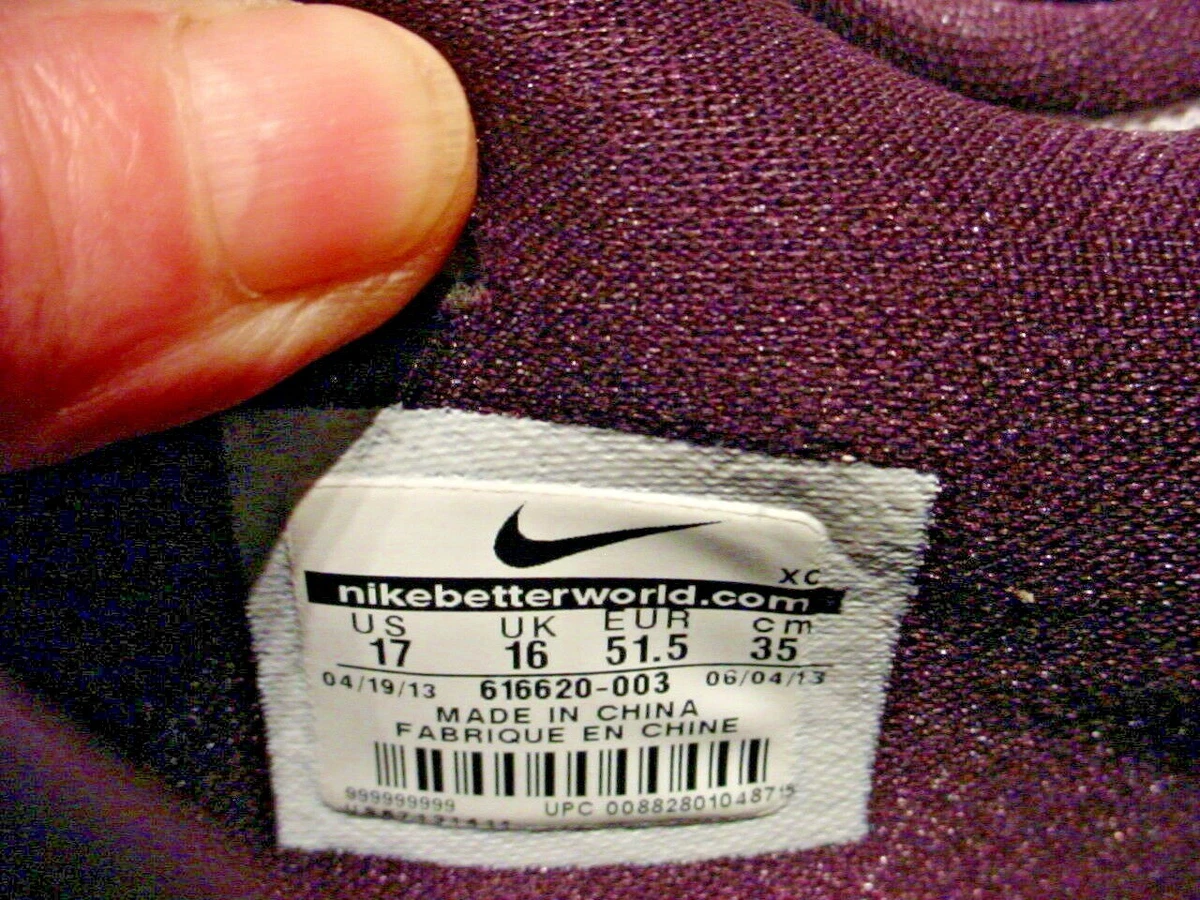 XC
nikebetterworld.com
US UK EUR cm
17 16 51.5 35
04/19/13 616620-003 06/04/13
MADE IN CHINA
FABRIQUE EN CHINE
999999999 UPC 00882801048715